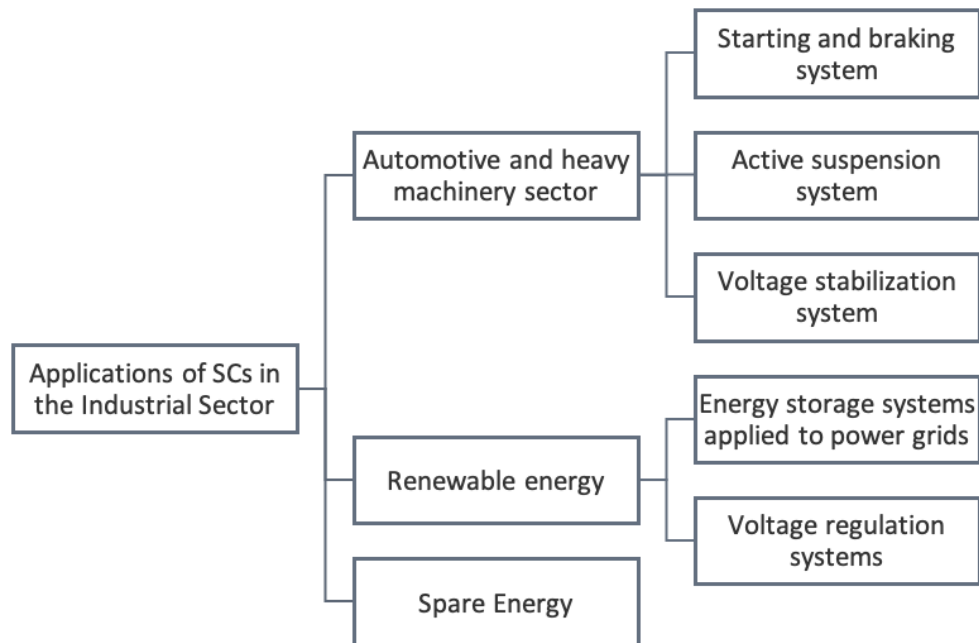 Applications of SCs in
the Industrial Sector
Automotive and heavy
machinery sector
Starting and braking
system
Active suspension
system
Voltage stabilization
system
Renewable energy
Energy storage systems
applied to power grids
Voltage regulation
systems
Spare Energy